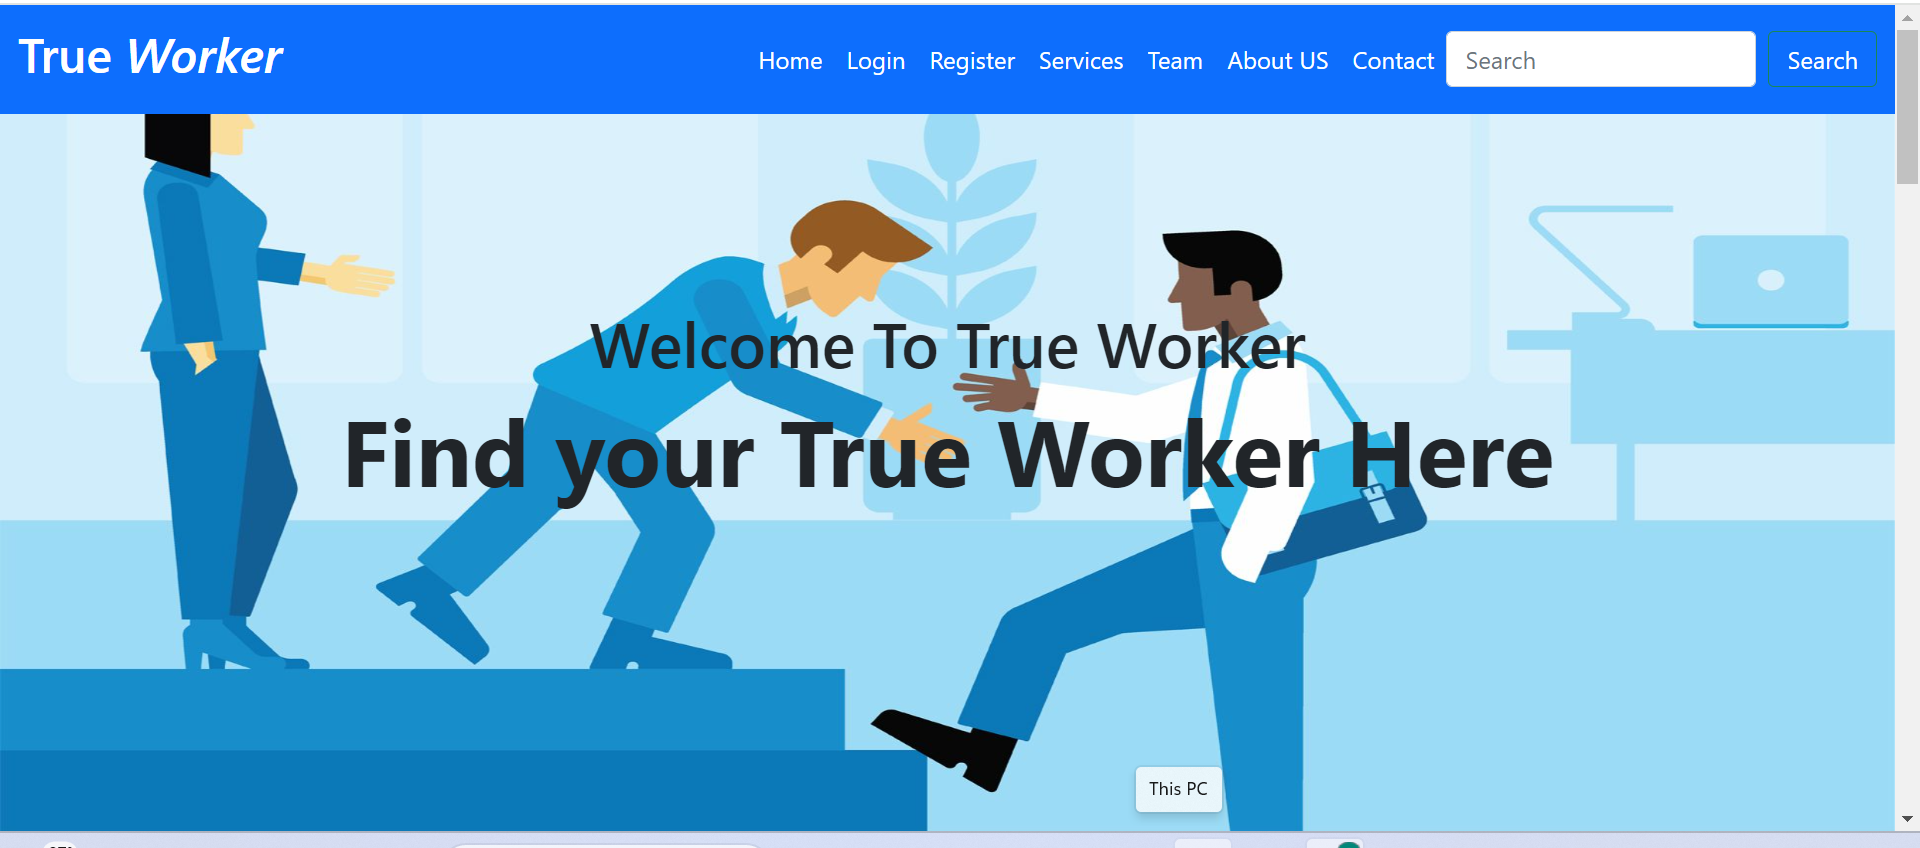 True Worker
Home Login Register Services Team About US Contact Search Search
Welcome To True Worker
Find your True Worker Here
This PC